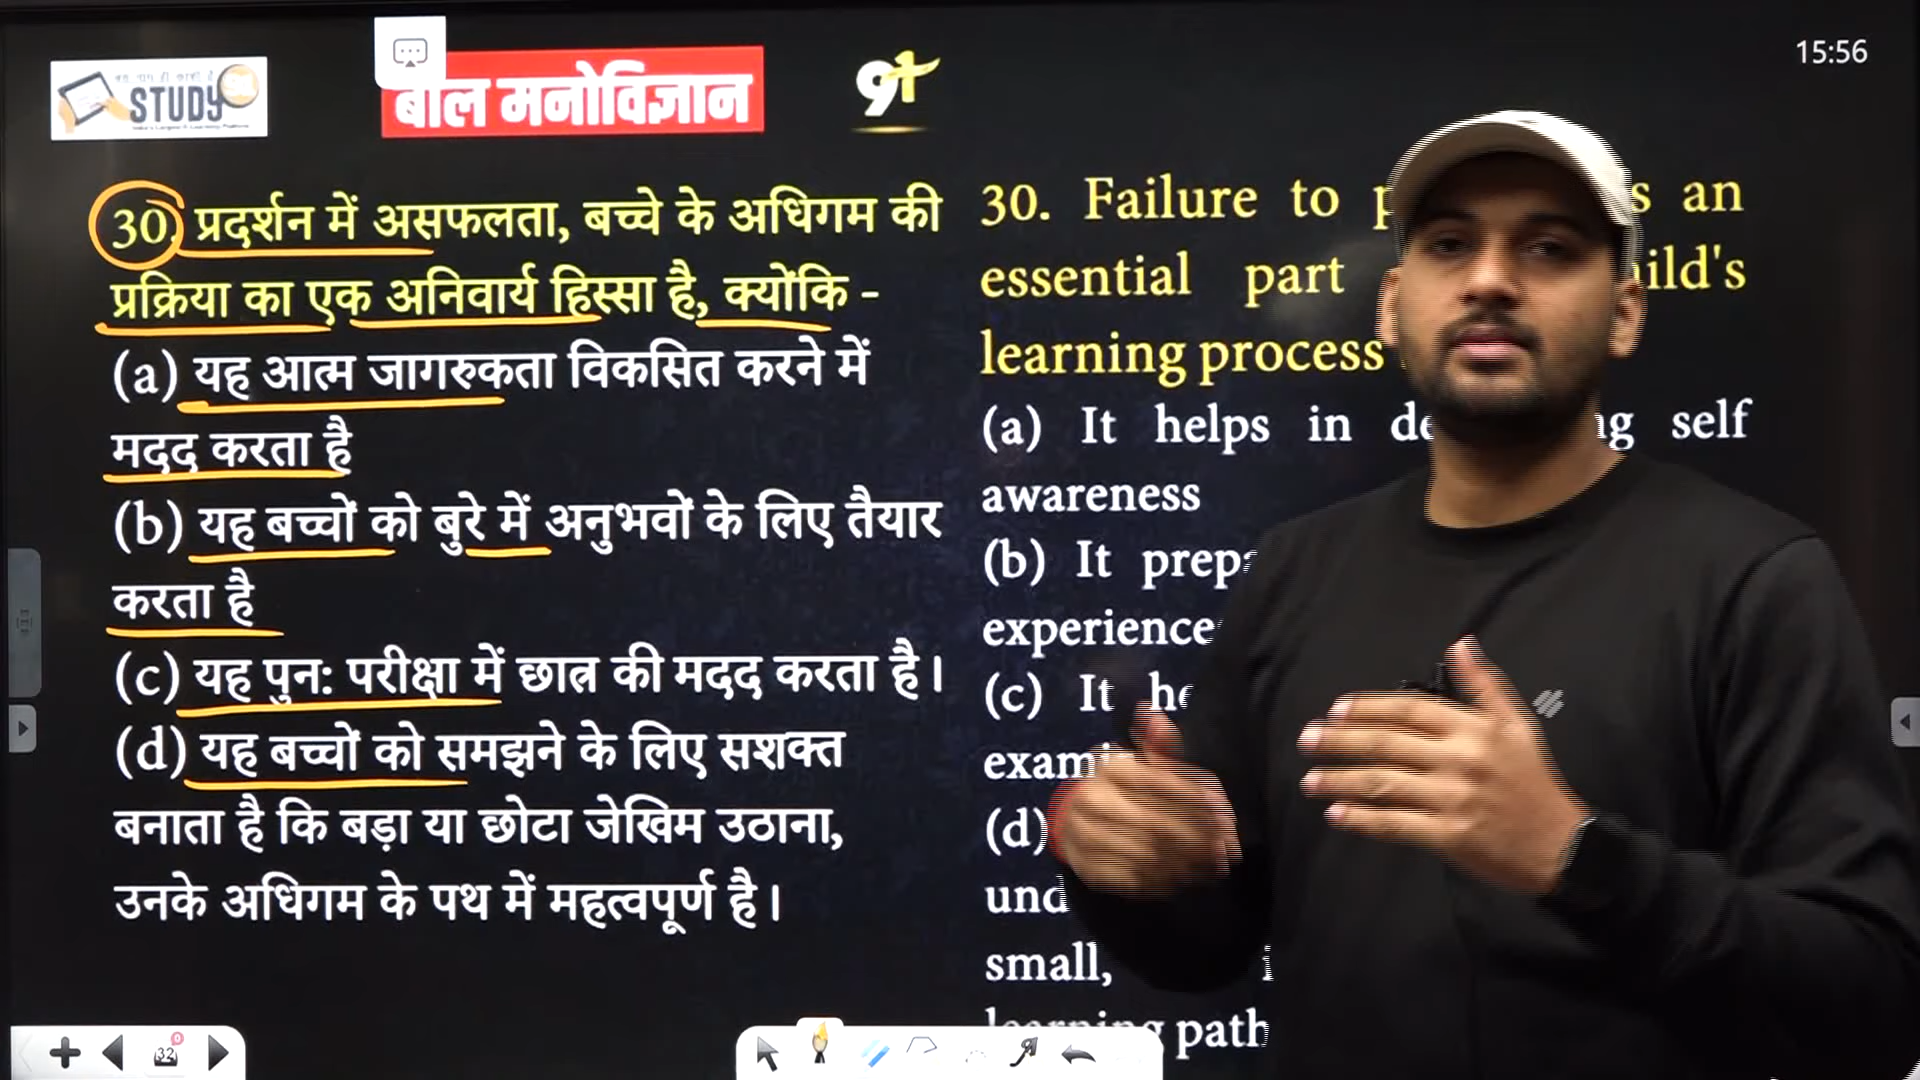 15:56
STUDY
बाल मनोविज्ञान
30. प्रदर्शन में असफलता, बच्चे के अधिगम की
प्रक्रिया का एक अनिवार्य हिस्सा है, क्योंकि -
(a) यह आत्म जागरुकता विकसित करने में
मदद करता है
(b) यह बच्चों को बुरे में अनुभवों के लिए तैयार
करता है
(c) यह पुन: परीक्षा में छात्र की मदद करता है।
(d) यह बच्चों को समझने के लिए सशक्त
बनाता है कि बड़ा या छोटा जेखिम उठाना,
उनके अधिगम के पथ में महत्वपूर्ण है।
30. Failure to an
essential part
learning process
(a) It helps in self
awareness
(b) It
(c) It
(d)
small,
learning path
32